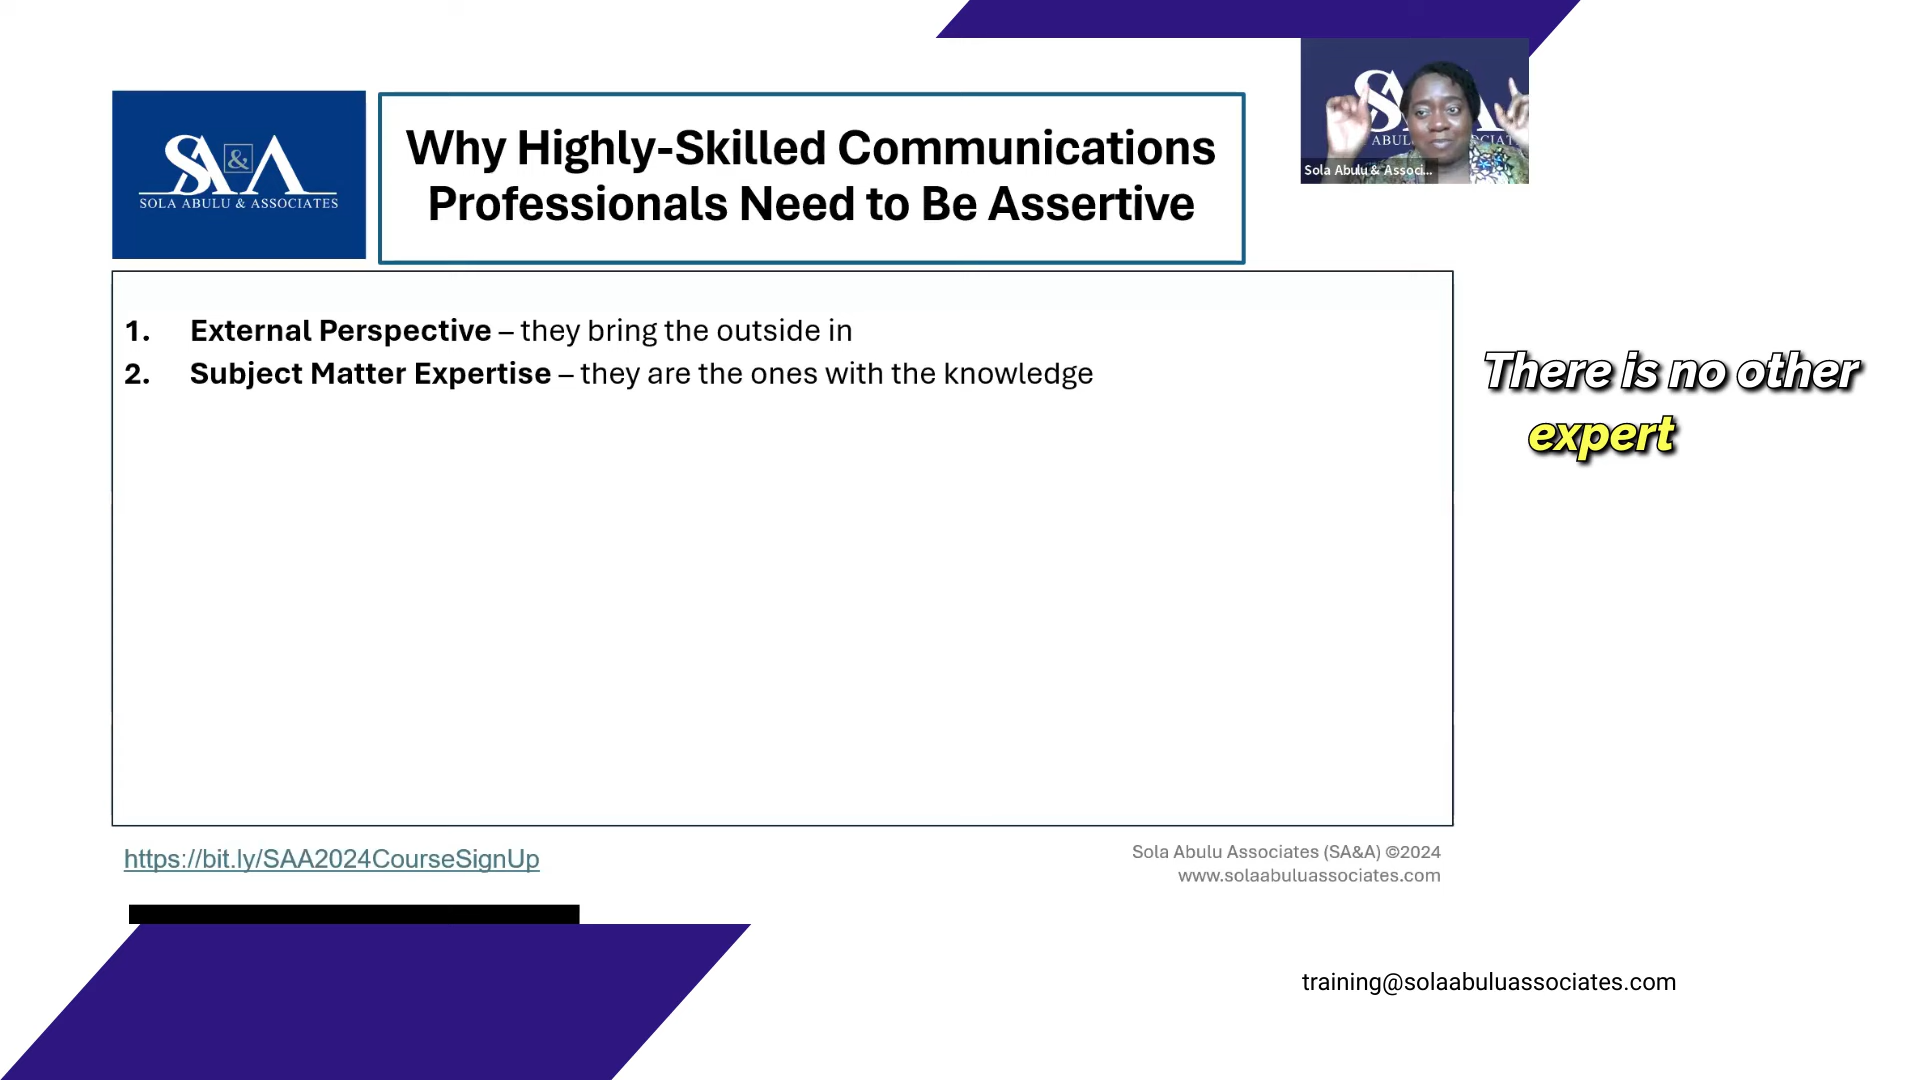 SA&A
SOLA ABULU & ASSOCIATES
Why Highly-Skilled Communications
Professionals Need to Be Assertive
Sola Abulu & Associ...
1. External Perspective – they bring the outside in
2. Subject Matter Expertise – they are the ones with the knowledge
There is no other
expert
https://bit.ly/SAA2024CourseSignUp
Sola Abulu Associates (SA&A) ©2024
www.solaabuluassociates.com
training@solaabuluassociates.com